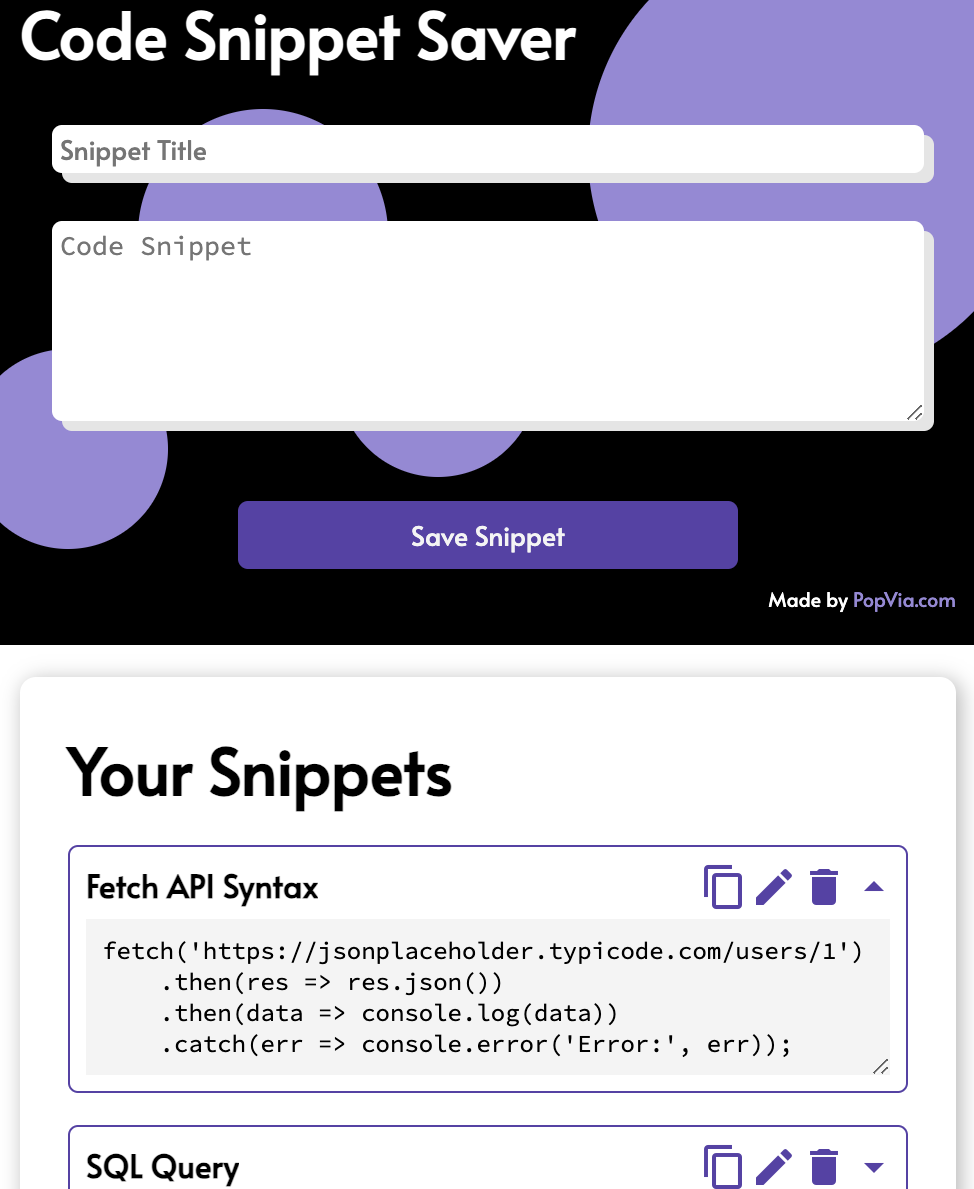 Code Snippet Saver
Snippet Title
Code Snippet
Save Snippet
Made by PopVia.com
Your Snippets
Fetch API Syntax
fetch('https://jsonplaceholder.typicode.com/users/1')
    .then(res => res.json())
    .then(data => console.log(data))
    .catch(err => console.error('Error:', err));
SQL Query